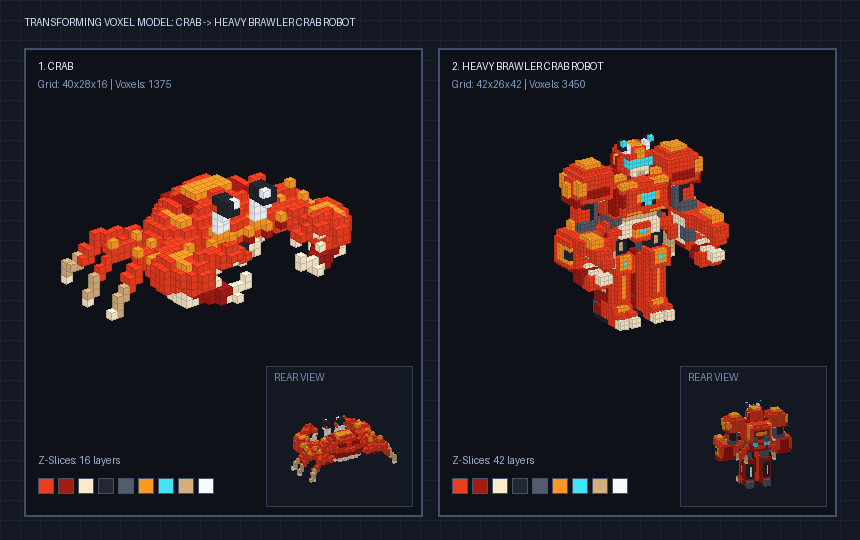 TRANSFORMING VOXEL MODEL: CRAB -> HEAVY BRAWLER CRAB ROBOT
1. CRAB
Grid: 40x28x16 | Voxels: 1375
REAR VIEW
Z-Slices: 16 layers
2. HEAVY BRAWLER CRAB ROBOT
Grid: 42x26x42 | Voxels: 3450
REAR VIEW
Z-Slices: 42 layers